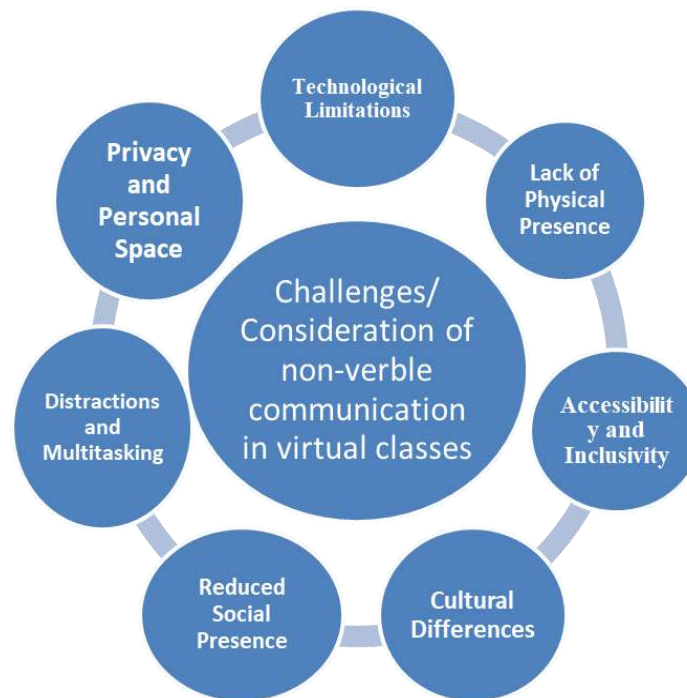 Technological
Limitations
Lack of
Physical
Presence
Accessibilit
y and
Inclusivity
Cultural
Differences
Reduced
Social
Presence
Distractions
and
Multitasking
Privacy
and
Personal
Space
Challenges/
Consideration of
non-verble
communication
in virtual classes